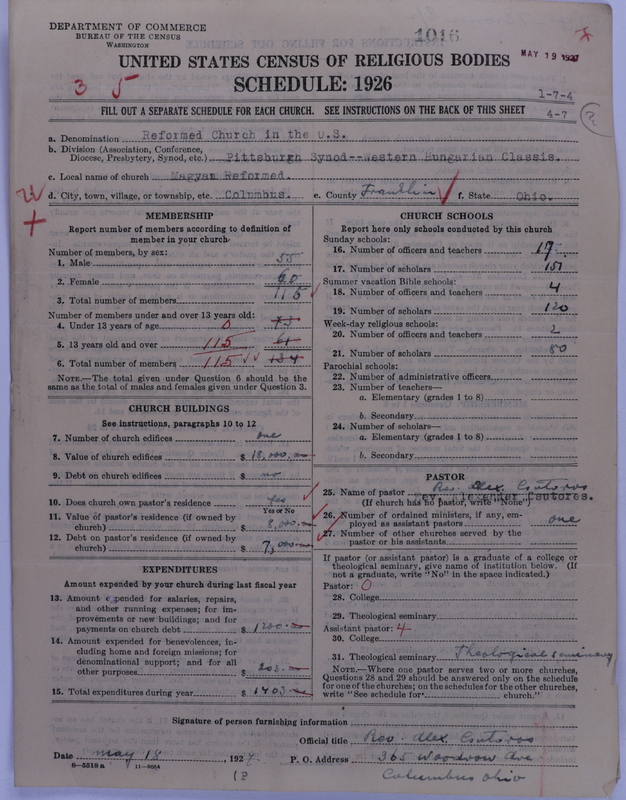 DEPARTMENT OF COMMERCE
BUREAU OF THE CENSUS
WASHINGTON
1016
MAY 19 1927
UNITED STATES CENSUS OF RELIGIOUS BODIES
SCHEDULE: 1926
3 5
1-7-4
FILL OUT A SEPARATE SCHEDULE FOR EACH CHURCH. SEE INSTRUCTIONS ON THE BACK OF THIS SHEET
4-7
a. Denomination Reformed Church in the U.S.
b. Division (Association, Conference, Diocese, Presbytery, Synod, etc.) Pittsburgh Synod--Western Hungarian Classis.
c. Local name of church Magyar Reformed.
d. City, town, village, or township, etc. Columbus. e. County Franklin f. State Ohio.
MEMBERSHIP
Report number of members according to definition of
member in your church
Number of members, by sex:
1. Male 55
2. Female 60
3. Total number of members 115
Number of members under and over 13 years old:
4. Under 13 years of age 0 73
5. 13 years old and over 115 61
6. Total number of members 115 134
NOTE.—The total given under Question 6 should be the
same as the total of males and females given under Question 3.
CHURCH BUILDINGS
See instructions, paragraphs 10 to 12
7. Number of church edifices one
8. Value of church edifices $ 18,000.
9. Debt on church edifices $ no
10. Does church own pastor's residence yes
Yes or No
11. Value of pastor's residence (if owned by
church) $ 8,000.
12. Debt on pastor's residence (if owned by
church) $ 7,000.
EXPENDITURES
Amount expended by your church during last fiscal year
13. Amount expended for salaries, repairs,
and other running expenses; for im-
provements or new buildings; and for
payments on church debt $ 1200.
14. Amount expended for benevolences, in-
cluding home and foreign missions; for
denominational support; and for all
other purposes $ 203.
15. Total expenditures during year $ 1403.
CHURCH SCHOOLS
Report here only schools conducted by this church
Sunday schools:
16. Number of officers and teachers 17
17. Number of scholars 151
Summer vacation Bible schools:
18. Number of officers and teachers 4
19. Number of scholars 120
Week-day religious schools:
20. Number of officers and teachers 2
21. Number of scholars 80
Parochial schools:
22. Number of administrative officers
23. Number of teachers—
a. Elementary (grades 1 to 8)
b. Secondary
24. Number of scholars—
a. Elementary (grades 1 to 8)
b. Secondary
PASTOR
25. Name of pastor Rev. Alex Csutoros
Rev. Alexander Csutores.
(If church has no pastor, write "None")
26. Number of ordained ministers, if any, em-
ployed as assistant pastors one
27. Number of other churches served by the
pastor or his assistants
If pastor (or assistant pastor) is a graduate of a college or
theological seminary, give name of institution below. (If
not a graduate, write "No" in the space indicated.)
Pastor: 0
28. College
29. Theological seminary
Assistant pastor: 4
30. College
31. Theological seminary Theological seminary
NOTE.—Where one pastor serves two or more churches,
Questions 28 and 29 should be answered only on the schedule
for one of the churches; on the schedules for the other churches,
write "See schedule for church."
Signature of person furnishing information
Official title Rev. Alex Csutoros
Date May 18, 1927 P. O. Address 365 Woodrow Ave
8-5518a 11-9884
Columbus Ohio